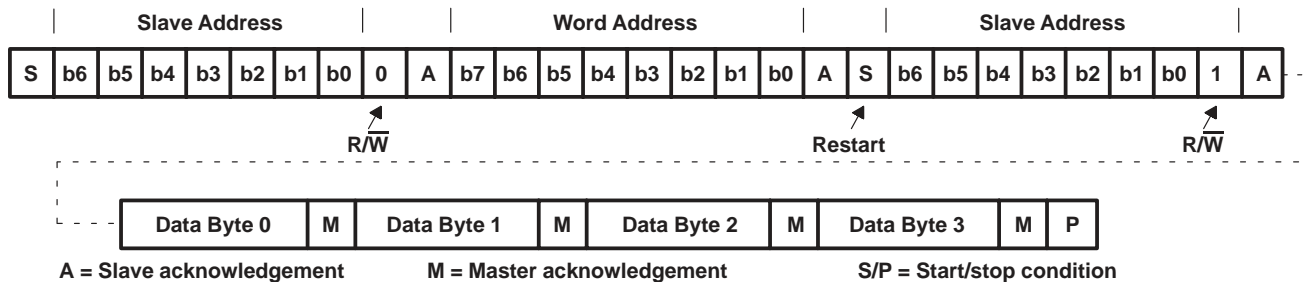 Slave Address Word Address Slave Address
S b6 b5 b4 b3 b2 b1 b0 0 A b7 b6 b5 b4 b3 b2 b1 b0 A S b6 b5 b4 b3 b2 b1 b0 1 A
R/W̅ Restart R/W̅
Data Byte 0 M Data Byte 1 M Data Byte 2 M Data Byte 3 M P
A = Slave acknowledgement M = Master acknowledgement S/P = Start/stop condition